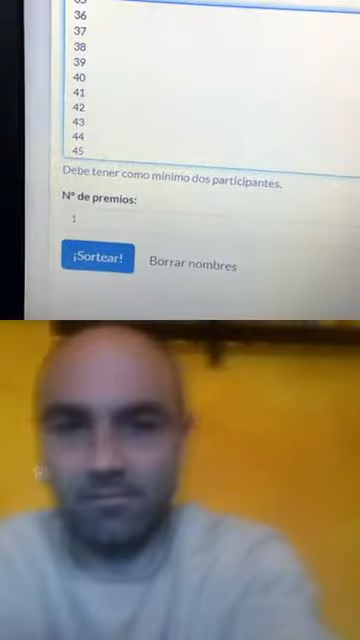 36
37
38
39
40
41
42
43
44
45
Debe tener como mínimo dos participantes.
Nº de premios:
1
¡Sortear!
Borrar nombres